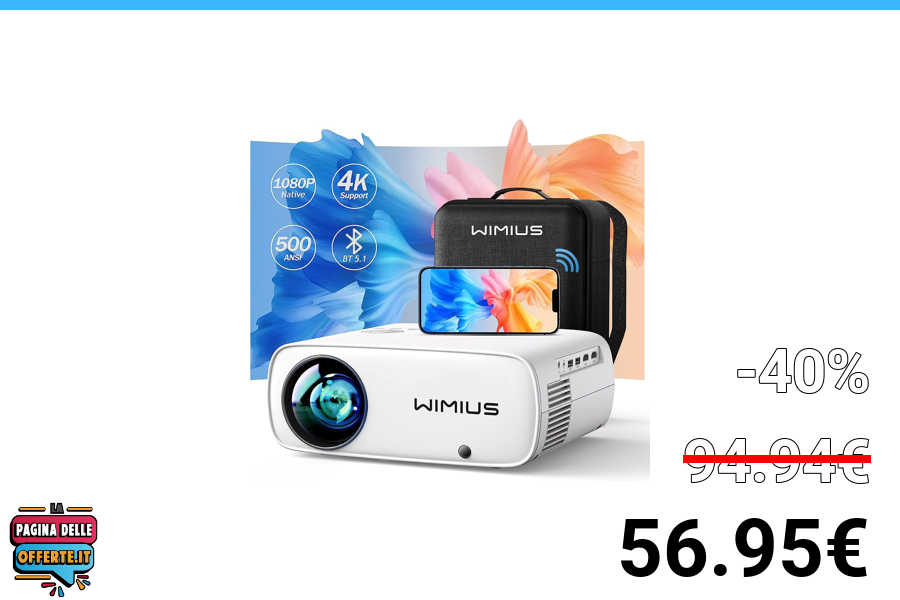 1080P
Native
4K
Support
500
ANSI
BT 5.1
WIMIUS
WIMIUS
-40%
94.94€
56.95€
LA
PAGINA DELLE
OFFERTE.IT